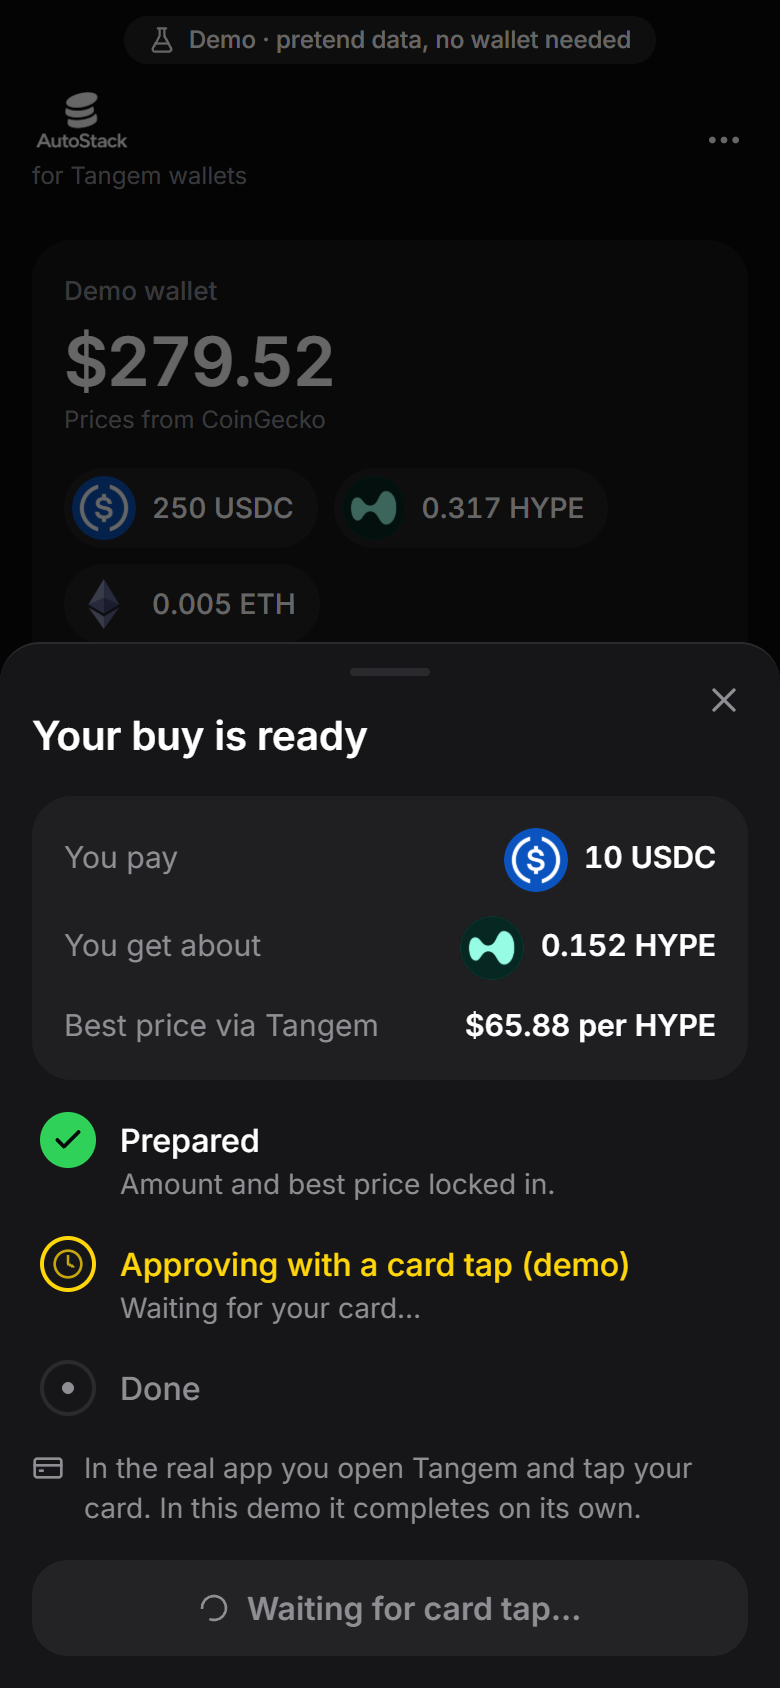 Demo · pretend data, no wallet needed
AutoStack
for Tangem wallets
Demo wallet
$279.52
Prices from CoinGecko
250 USDC
0.317 HYPE
0.005 ETH
Your buy is ready
You pay
10 USDC
You get about
0.152 HYPE
Best price via Tangem
$65.88 per HYPE
Prepared
Amount and best price locked in.
Approving with a card tap (demo)
Waiting for your card...
Done
In the real app you open Tangem and tap your
card. In this demo it completes on its own.
Waiting for card tap...